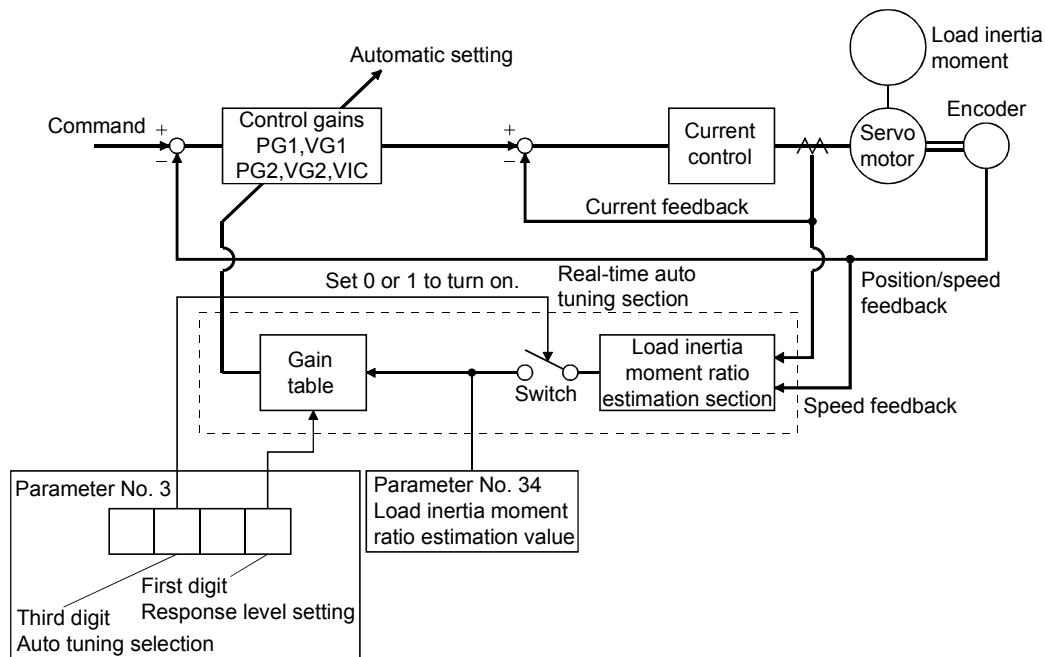 Load inertia
moment
Automatic setting
Encoder
Command
+
−
Control gains
PG1,VG1
PG2,VG2,VIC
+
−
Current
control
Servo
motor
Current feedback
Set 0 or 1 to turn on.
Real-time auto
tuning section
Position/speed
feedback
Gain
table
Switch
Load inertia
moment ratio
estimation section
Speed feedback
Parameter No. 3
Parameter No. 34
Load inertia moment
ratio estimation value
First digit
Response level setting
Third digit
Auto tuning selection